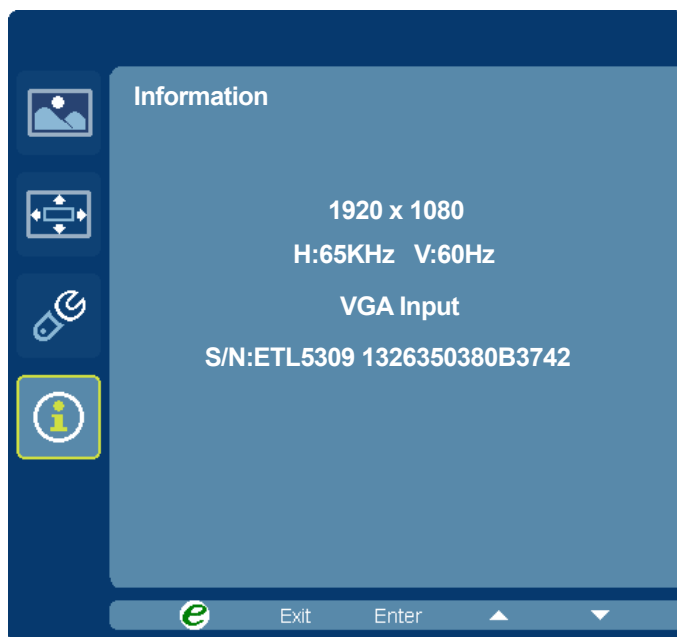 Information
1920 x 1080
H:65KHz V:60Hz
VGA Input
S/N:ETL5309 1326350380B3742
e Exit Enter